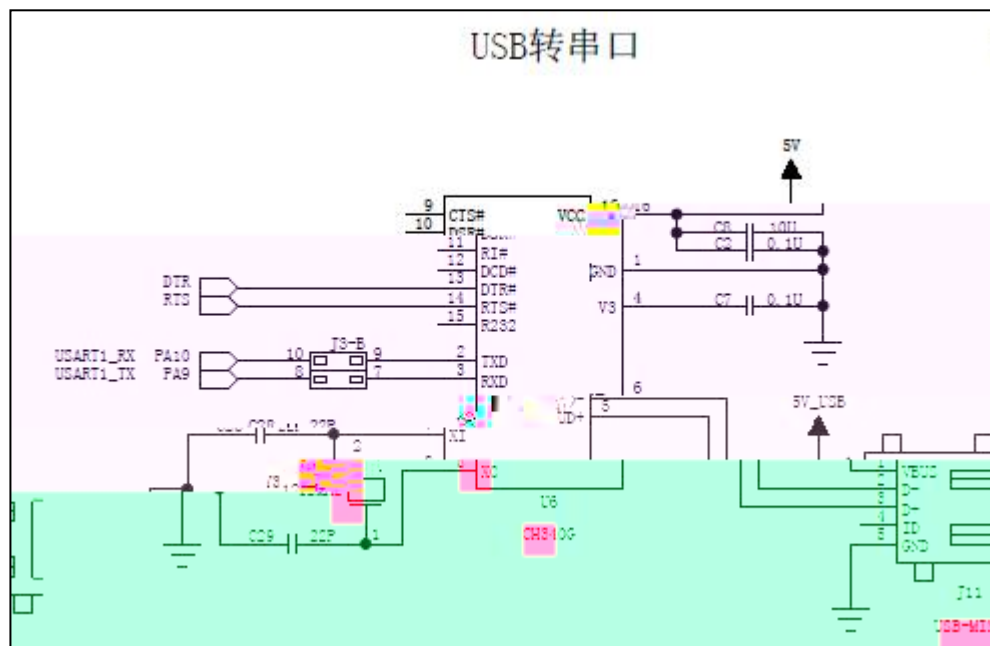 USB转串口
5V
9 CTS# VCC
10
C8 10U
11 RI# C2 0.1U
12 DCD# GND 1
DTR 13 DTR#
RTS 14 RTS# V3 4 C7 0.1U
15 R232
J3-B
USART1_RX PA10 10 9 2 TXD
USART1_TX PA9 8 7 3 RXD
6
5V_USB
UD+ 5
22P XI
2
XO
D-
D+
4 ID
C29 22P 1 U6 5 GND
CH340G
J11